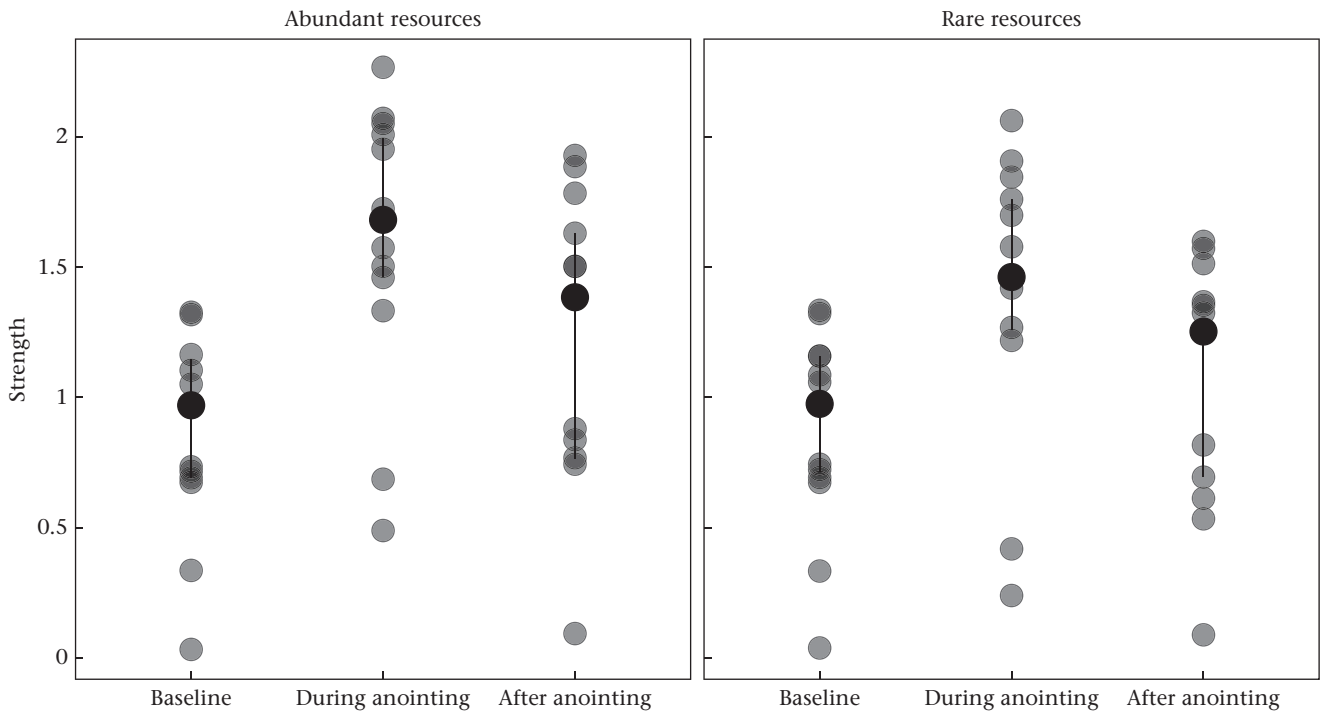 Abundant resources
Rare resources
Strength
2
1.5
1
0.5
0
Baseline
During anointing
After anointing
Baseline
During anointing
After anointing